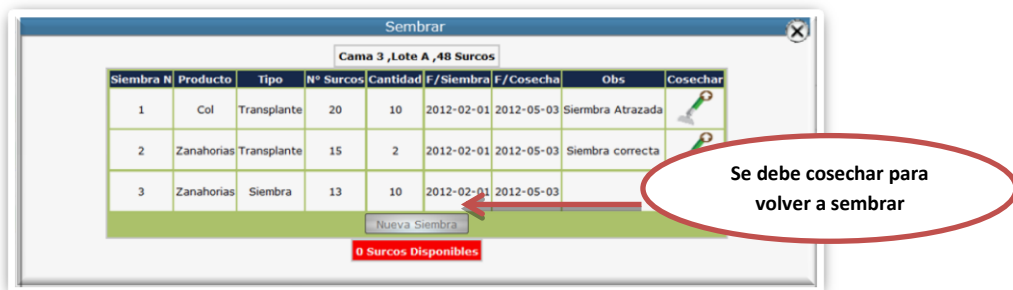 Sembrar
Cama 3 ,Lote A ,48 Surcos
Siembra N Producto Tipo N° Surcos Cantidad F/Siembra F/Cosecha Obs Cosechar
1 Col Transplante 20 10 2012-02-01 2012-05-03 Siermbra Atrazada
2 Zanahorias Transplante 15 2 2012-02-01 2012-05-03 Siembra correcta
3 Zanahorias Siembra 13 10 2012-02-01 2012-05-03
Nueva Siembra
0 Surcos Disponibles
Se debe cosechar para
volver a sembrar